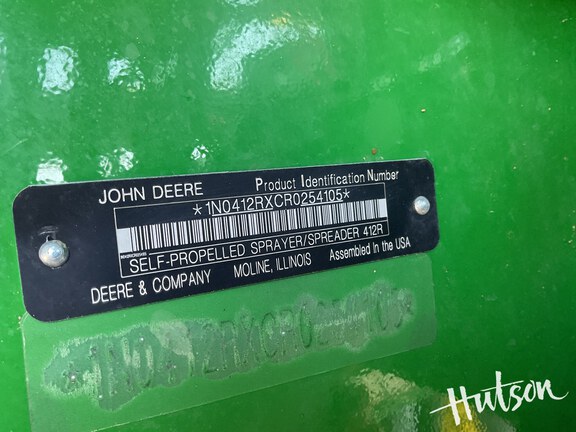 JOHN DEERE Product Identification Number
*1N0412RXCR0254105*
SELF-PROPELLED SPRAYER/SPREADER 412R
DEERE & COMPANY MOLINE, ILLINOIS Assembled in the USA
Hutson